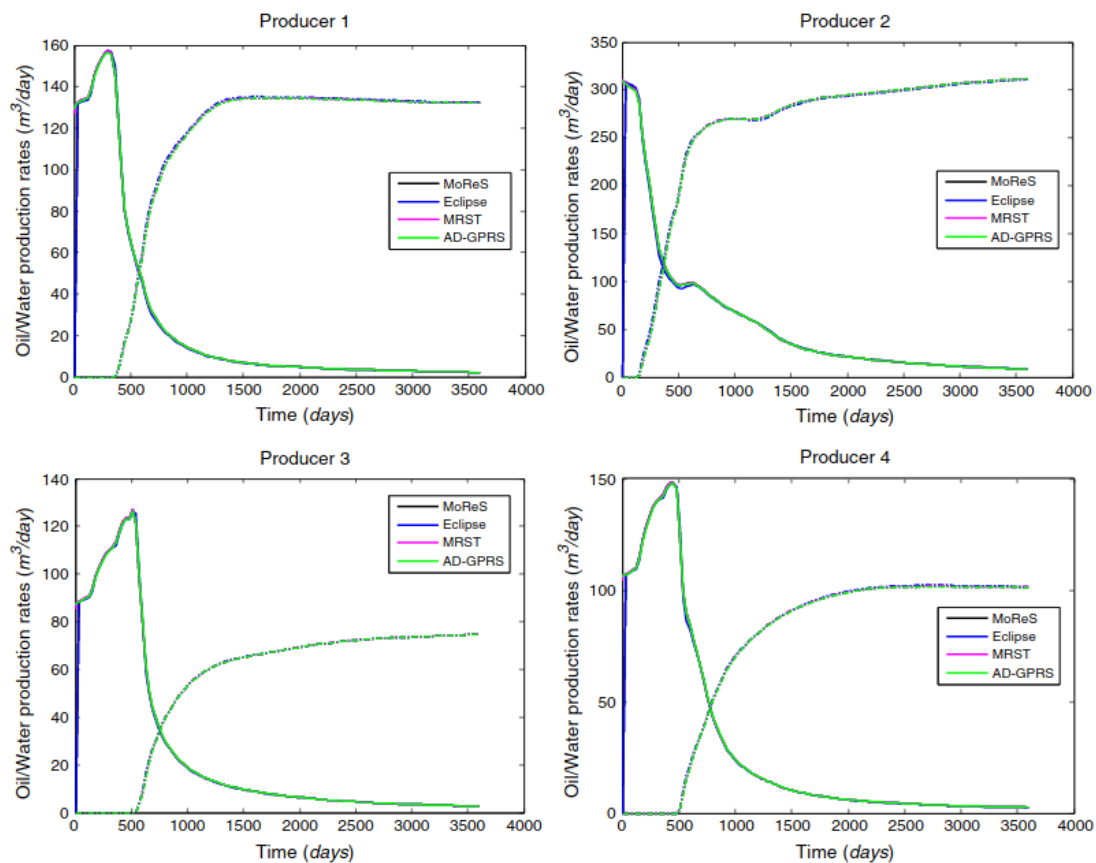 Producer 1
Oil/Water production rates (m³/day)
160
140
120
100
80
60
40
20
0
MoReS
Eclipse
MRST
AD-GPRS
0 500 1000 1500 2000 2500 3000 3500 4000
Time (days)
Producer 2
Oil/Water production rates (m³/day)
350
300
250
200
150
100
50
0
MoReS
Eclipse
MRST
AD-GPRS
0 500 1000 1500 2000 2500 3000 3500 4000
Time (days)
Producer 3
Oil/Water production rates (m³/day)
140
120
100
80
60
40
20
0
MoReS
Eclipse
MRST
AD-GPRS
0 500 1000 1500 2000 2500 3000 3500 4000
Time (days)
Producer 4
Oil/Water production rates (m³/day)
150
100
50
0
MoReS
Eclipse
MRST
AD-GPRS
0 500 1000 1500 2000 2500 3000 3500 4000
Time (days)